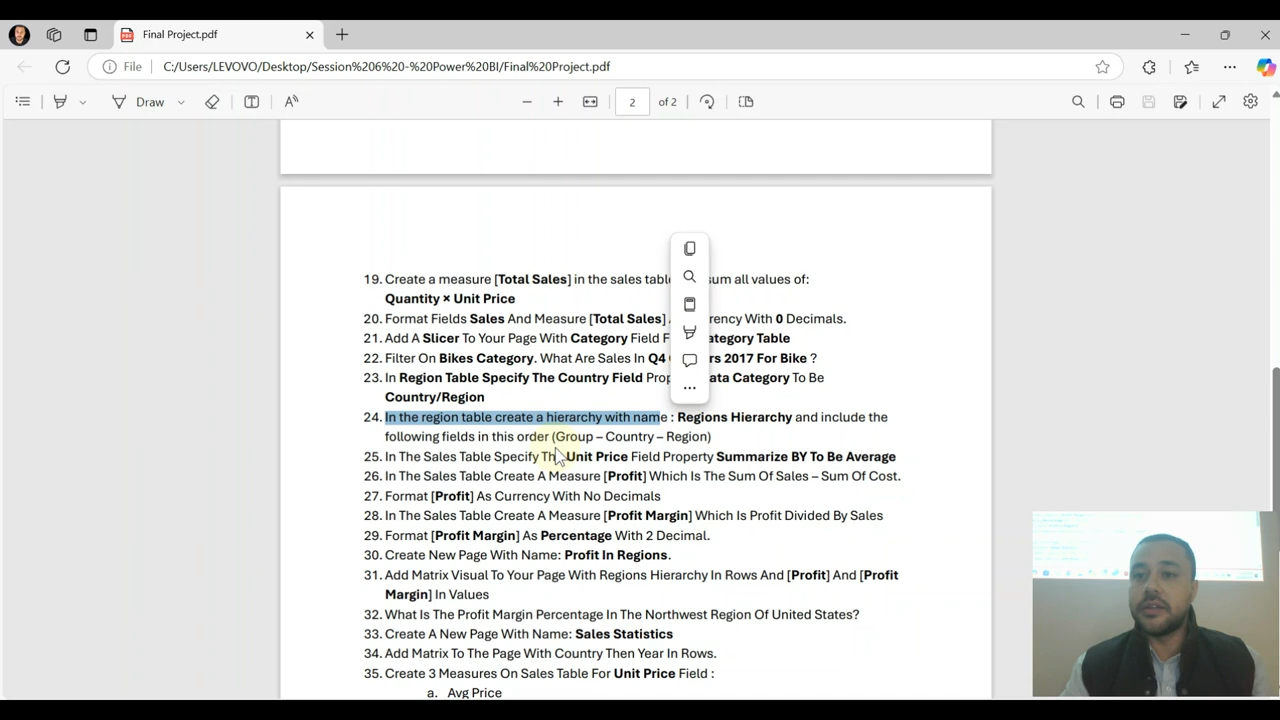 Final Project.pdf
File
C:/Users/LEVOVO/Desktop/Session%206%20-%20Power%20BI/Final%20Project.pdf
Draw
2
of 2
19. Create a measure [Total Sales] in the sales tabl sum all values of:
Quantity × Unit Price
20. Format Fields Sales And Measure [Total Sales] rrency With 0 Decimals.
21. Add A Slicer To Your Page With Category Field F ategory Table
22. Filter On Bikes Category. What Are Sales In Q4 rs 2017 For Bike ?
23. In Region Table Specify The Country Field Prop ata Category To Be
Country/Region
24. In the region table create a hierarchy with name : Regions Hierarchy and include the
following fields in this order (Group – Country – Region)
25. In The Sales Table Specify The Unit Price Field Property Summarize BY To Be Average
26. In The Sales Table Create A Measure [Profit] Which Is The Sum Of Sales – Sum Of Cost.
27. Format [Profit] As Currency With No Decimals
28. In The Sales Table Create A Measure [Profit Margin] Which Is Profit Divided By Sales
29. Format [Profit Margin] As Percentage With 2 Decimal.
30. Create New Page With Name: Profit In Regions.
31. Add Matrix Visual To Your Page With Regions Hierarchy In Rows And [Profit] And [Profit
Margin] In Values
32. What Is The Profit Margin Percentage In The Northwest Region Of United States?
33. Create A New Page With Name: Sales Statistics
34. Add Matrix To The Page With Country Then Year In Rows.
35. Create 3 Measures On Sales Table For Unit Price Field :
a. Avg Price